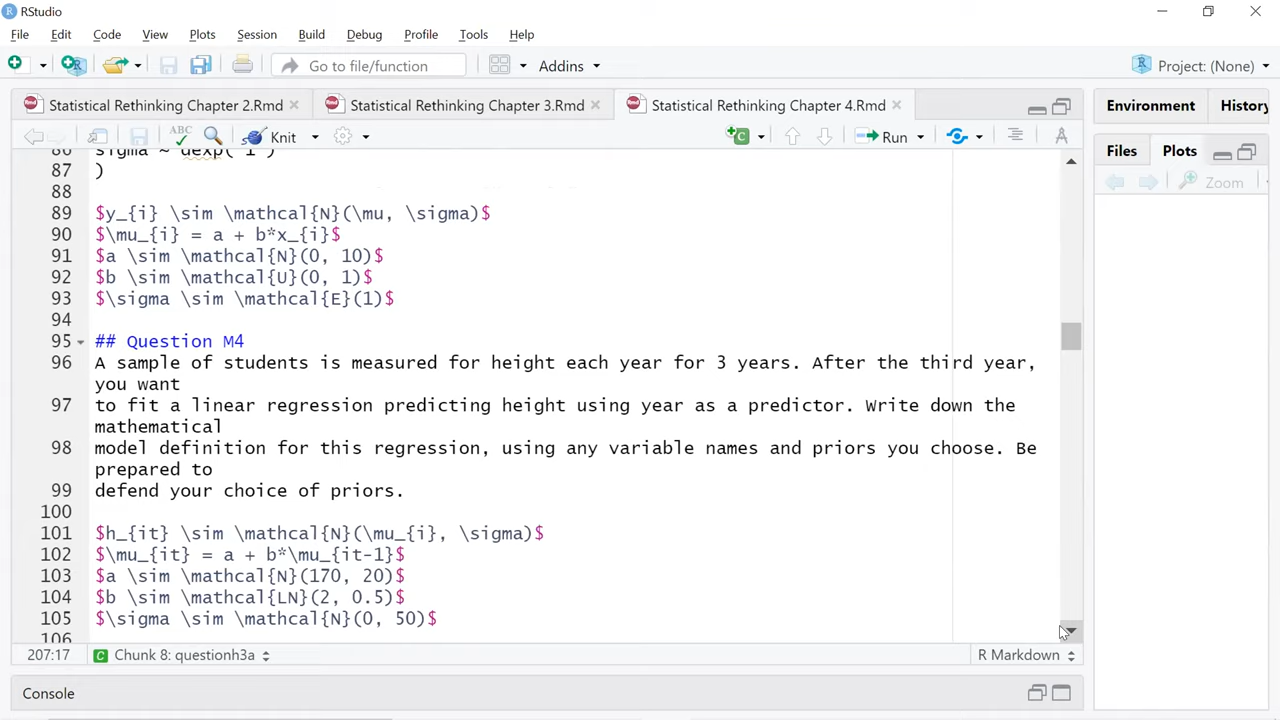 RStudio
File Edit Code View Plots Session Build Debug Profile Tools Help
Go to file/function Addins Project: (None)
Statistical Rethinking Chapter 2.Rmd Statistical Rethinking Chapter 3.Rmd Statistical Rethinking Chapter 4.Rmd Environment History
ABC Knit Run Files Plots
Zoom
86 sigma ~ dexp( 1 )
87 )
88
89 $y_{i} \sim \mathcal{N}(\mu, \sigma)$
90 $\mu_{i} = a + b*x_{i}$
91 $a \sim \mathcal{N}(0, 10)$
92 $b \sim \mathcal{U}(0, 1)$
93 $\sigma \sim \mathcal{E}(1)$
94
95 ## Question M4
96 A sample of students is measured for height each year for 3 years. After the third year,
you want
97 to fit a linear regression predicting height using year as a predictor. Write down the
mathematical
98 model definition for this regression, using any variable names and priors you choose. Be
prepared to
99 defend your choice of priors.
100
101 $h_{it} \sim \mathcal{N}(\mu_{i}, \sigma)$
102 $\mu_{it} = a + b*\mu_{it-1}$
103 $a \sim \mathcal{N}(170, 20)$
104 $b \sim \mathcal{LN}(2, 0.5)$
105 $\sigma \sim \mathcal{N}(0, 50)$
106
207:17 Chunk 8: questionh3a R Markdown
Console